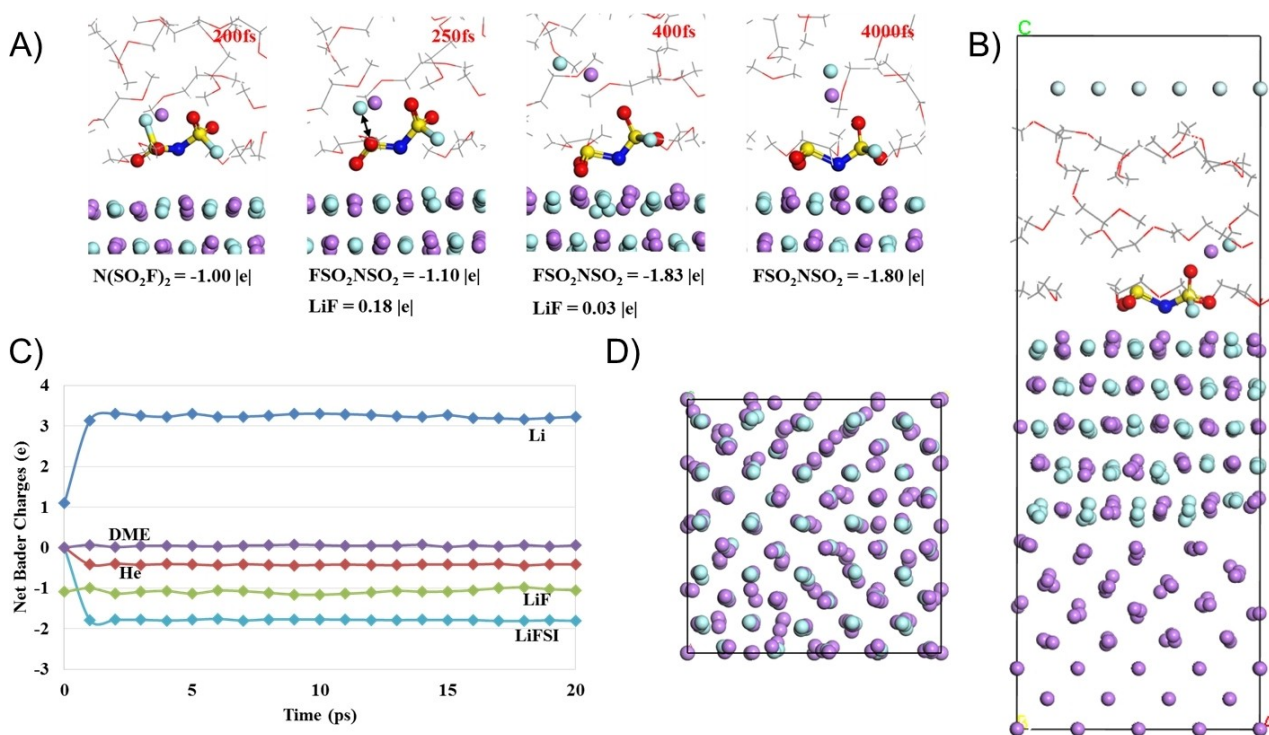 A)
200fs
250fs
400fs
4000fs
N(SO2F)2 = -1.00 |e|
FSO2NSO2 = -1.10 |e|
LiF = 0.18 |e|
FSO2NSO2 = -1.83 |e|
LiF = 0.03 |e|
FSO2NSO2 = -1.80 |e|
B)
C
A
C)
Net Bader Charges (e)
4
3
2
1
0
-1
-2
-3
Li
DME
He
LiF
LiFSI
0
5
10
15
20
Time (ps)
D)